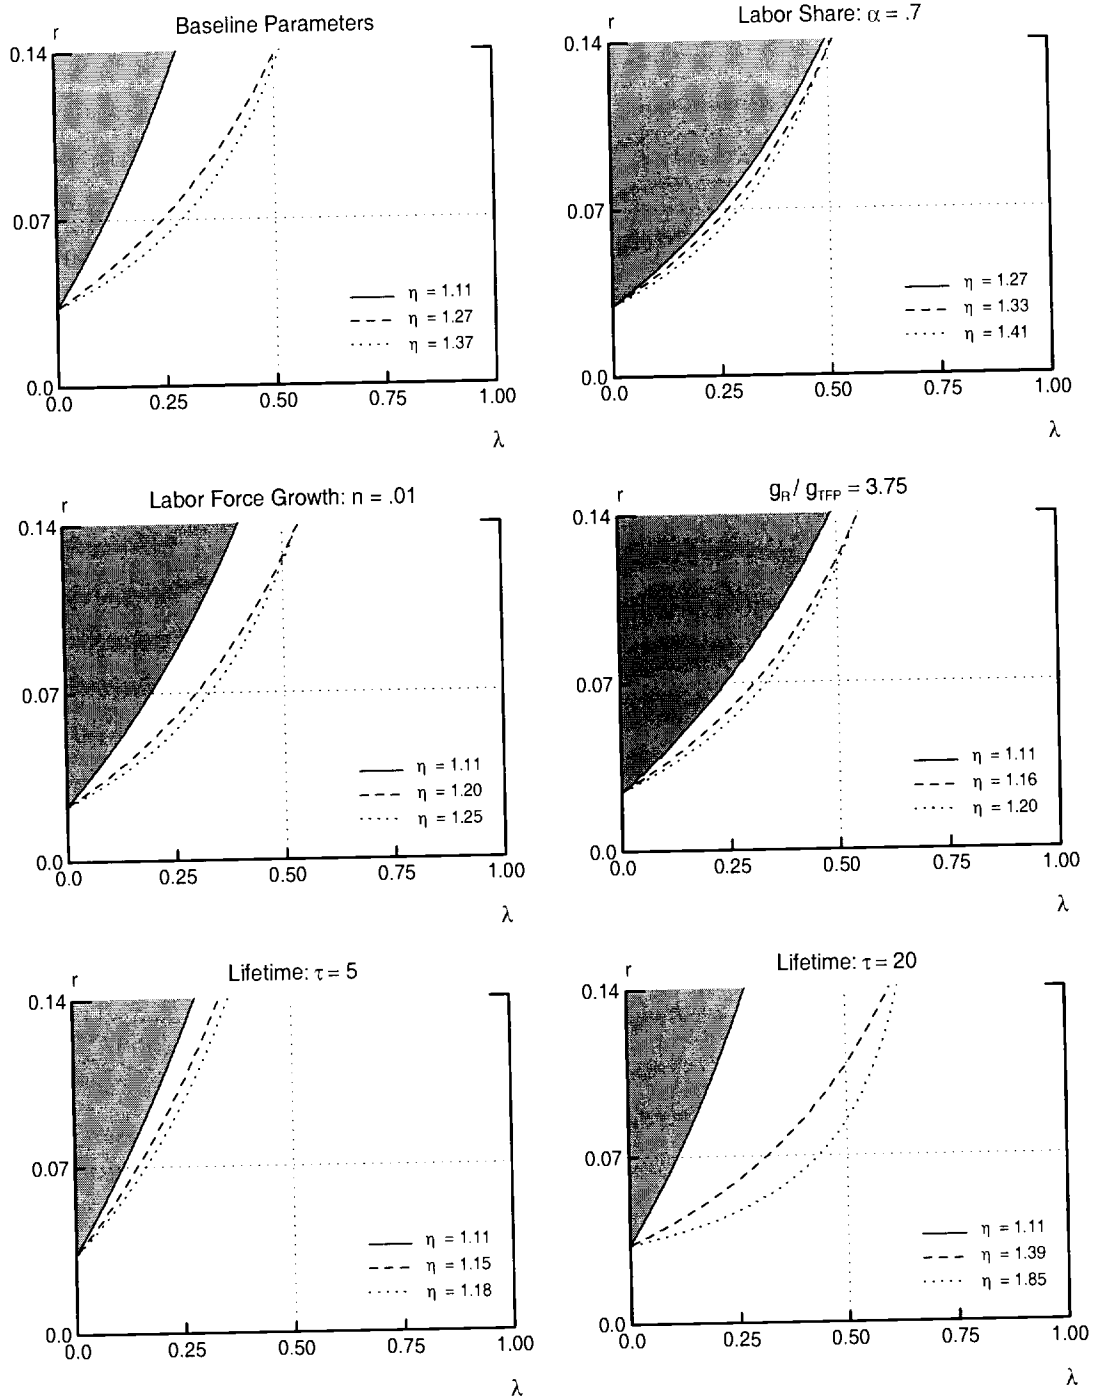 Baseline Parameters
r
0.14
0.07
0.0
0.0 0.25 0.50 0.75 1.00
λ
η = 1.11
η = 1.27
η = 1.37
Labor Share: α = .7
r
0.14
0.07
0.0
0.0 0.25 0.50 0.75 1.00
λ
η = 1.27
η = 1.33
η = 1.41
Labor Force Growth: n = .01
r
0.14
0.07
0.0
0.0 0.25 0.50 0.75 1.00
λ
η = 1.11
η = 1.20
η = 1.25
g_R / g_TFP = 3.75
r
0.14
0.07
0.0
0.0 0.25 0.50 0.75 1.00
λ
η = 1.11
η = 1.16
η = 1.20
Lifetime: τ = 5
r
0.14
0.07
0.0
0.0 0.25 0.50 0.75 1.00
λ
η = 1.11
η = 1.15
η = 1.18
Lifetime: τ = 20
r
0.14
0.07
0.0
0.0 0.25 0.50 0.75 1.00
λ
η = 1.11
η = 1.39
η = 1.85